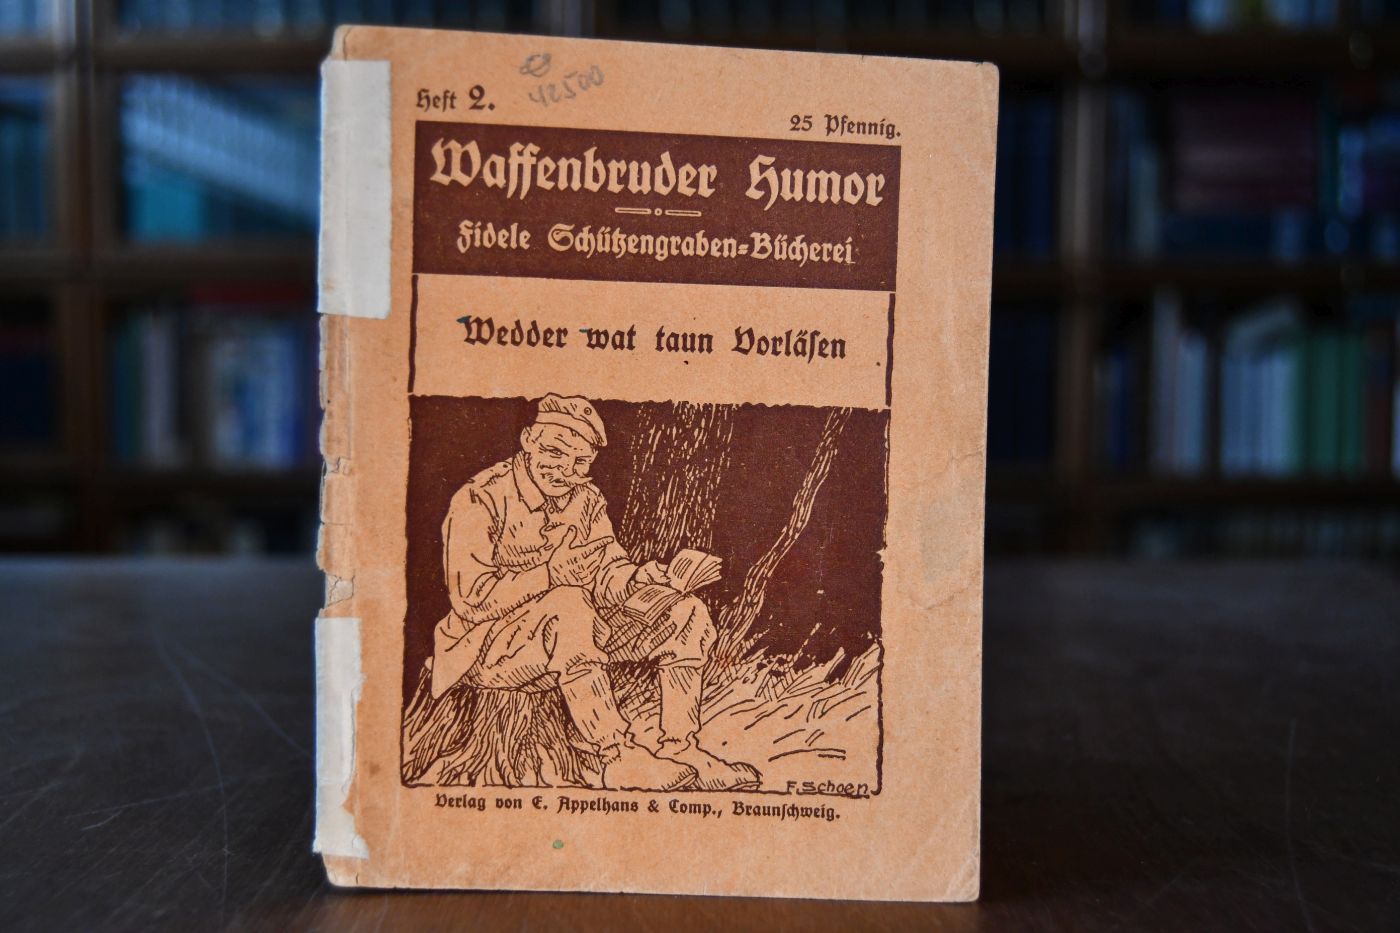 Heft 2.
42500
25 Pfennig.
Waffenbruder Humor
Fidele Schützengraben-Bücherei
Wedder wat taun Vorläsen
F. Schoen
Verlag von E. Appelhans & Comp., Braunschweig.